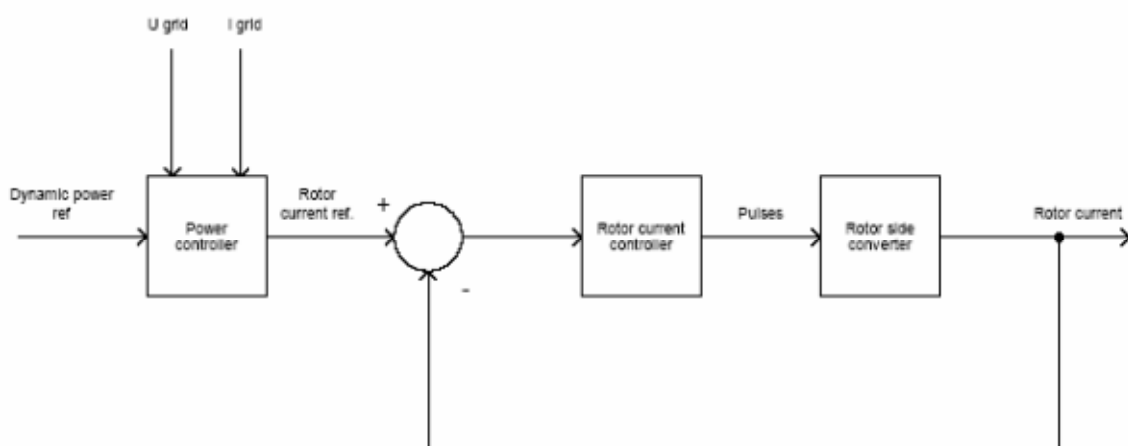 U grid
I grid
Dynamic power
ref
Power
controller
Rotor
current ref.
+
-
Rotor current
controller
Pulses
Rotor side
converter
Rotor current